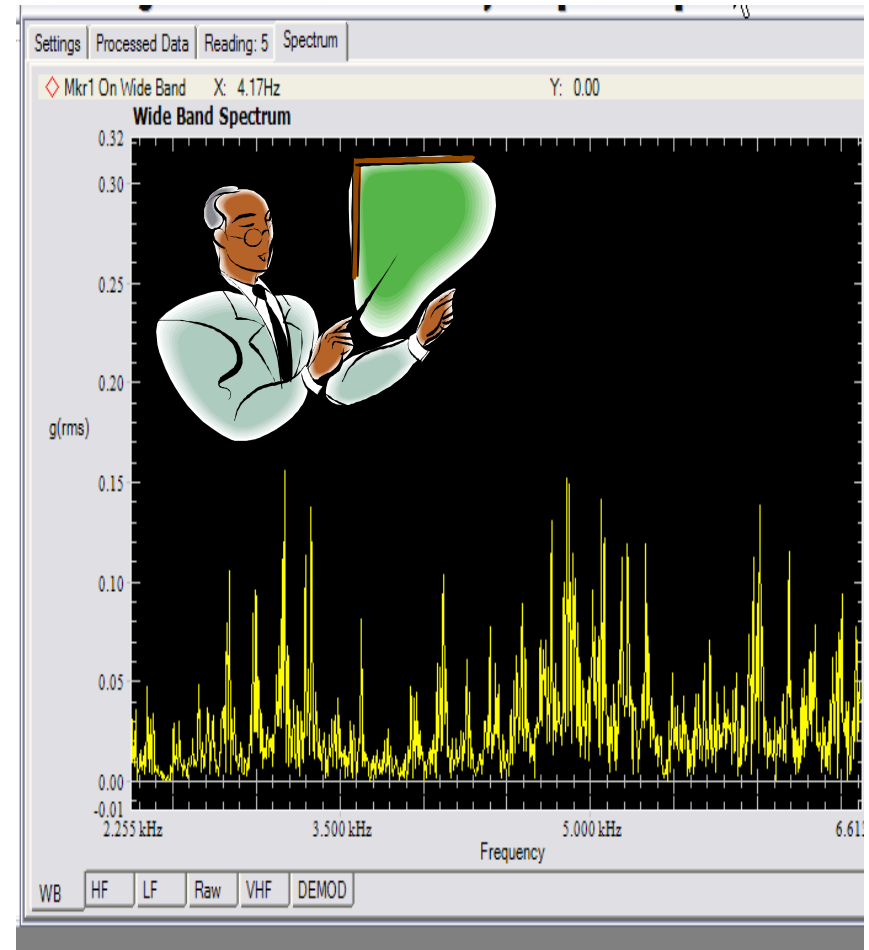 Settings Processed Data Reading: 5 Spectrum
Mkr1 On Wide Band X: 4.17Hz Y: 0.00
Wide Band Spectrum
0.32
0.30
0.25
0.20
g(rms)
0.15
0.10
0.05
0.00
-0.01
2.255 kHz 3.500 kHz 5.000 kHz
Frequency
WB HF LF Raw VHF DEMOD